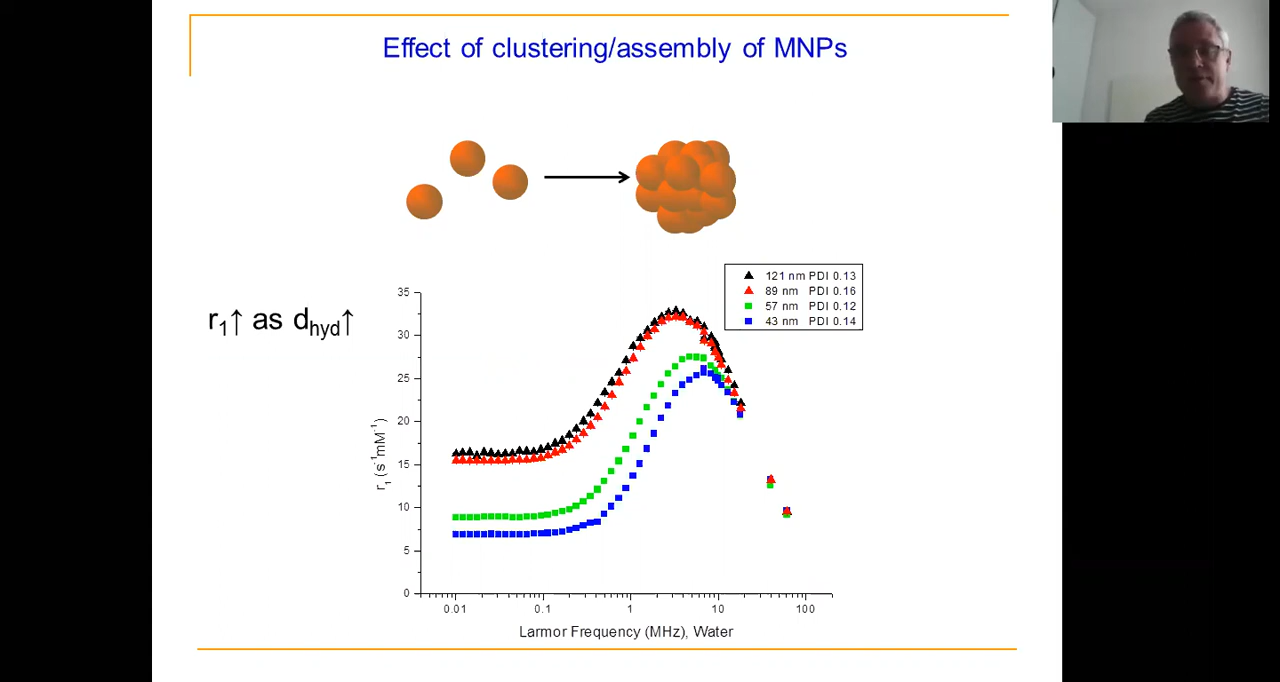 Effect of clustering/assembly of MNPs
r₁↑ as d_hyd↑
121 nm PDI 0.13
89 nm PDI 0.16
57 nm PDI 0.12
43 nm PDI 0.14
35
30
25
20
15
10
5
0
r₁ (s⁻¹mM⁻¹)
0.01 0.1 1 10 100
Larmor Frequency (MHz), Water